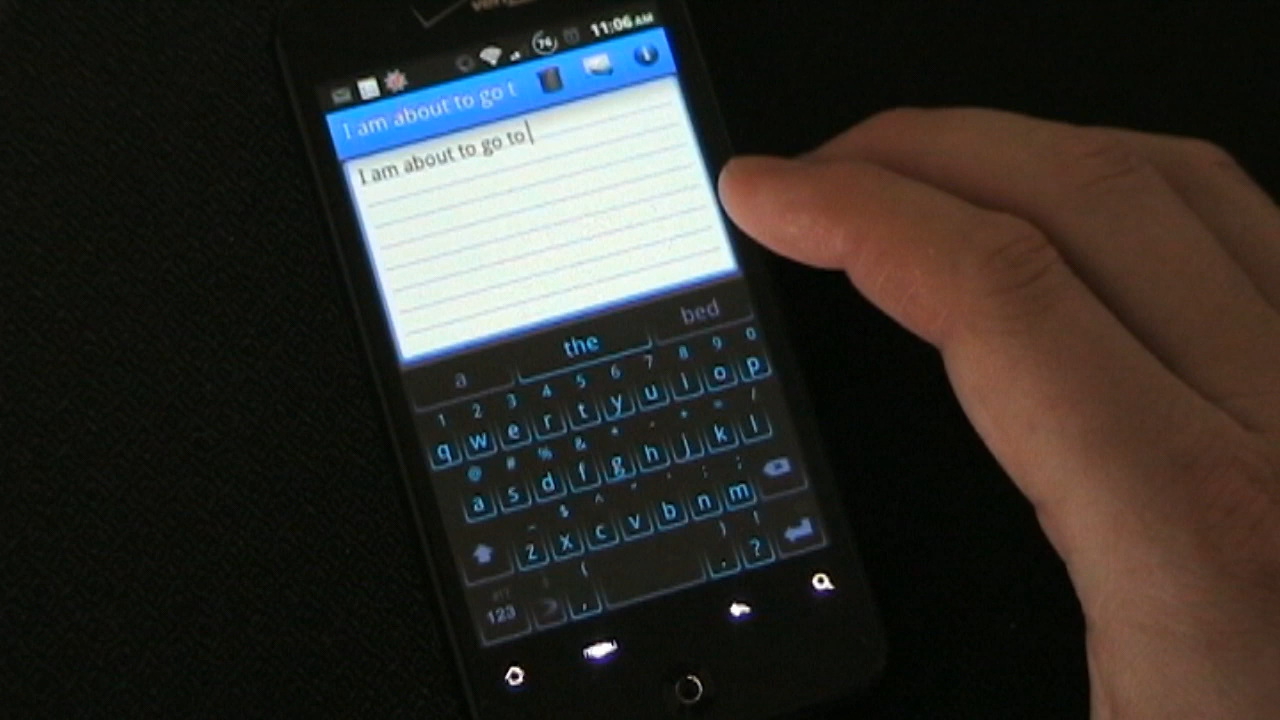 11:06 AM
76
I am about to go t
I am about to go to
a the bed
1 2 3 4 5 6 7 8 9 0
q w e r t y u i o p
@ # % & * - + = /
a s d f g h j k l
z x c v b n m
123 , . ?